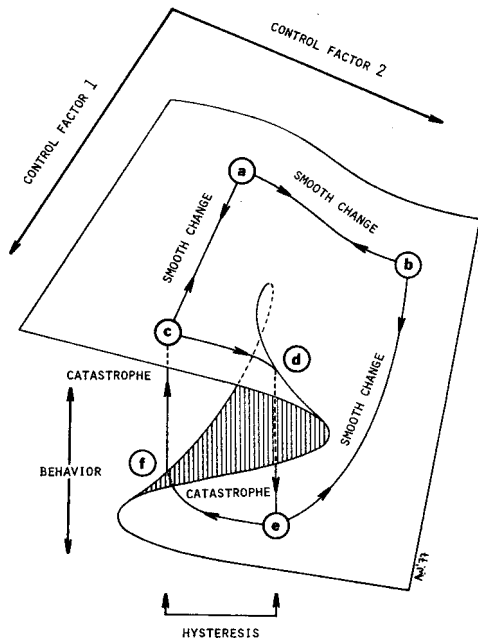 CONTROL FACTOR 2
CONTROL FACTOR 1
a
SMOOTH CHANGE
b
SMOOTH CHANGE
c
d
CATASTROPHE
SMOOTH CHANGE
BEHAVIOR
f
CATASTROPHE
e
HYSTERESIS